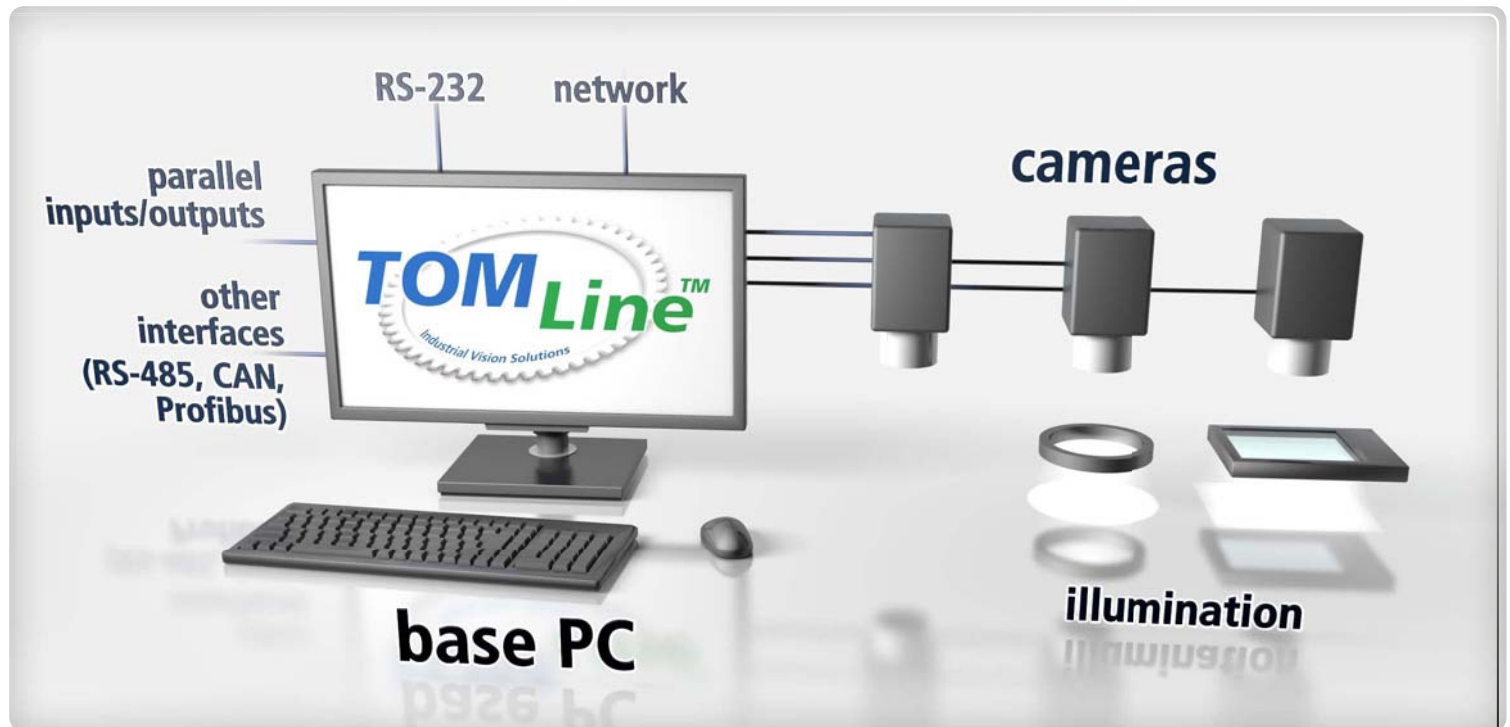 RS-232
network
parallel
inputs/outputs
other
interfaces
(RS-485, CAN,
Profibus)
TOM
Line™
Industrial Vision Solutions
cameras
illumination
base PC